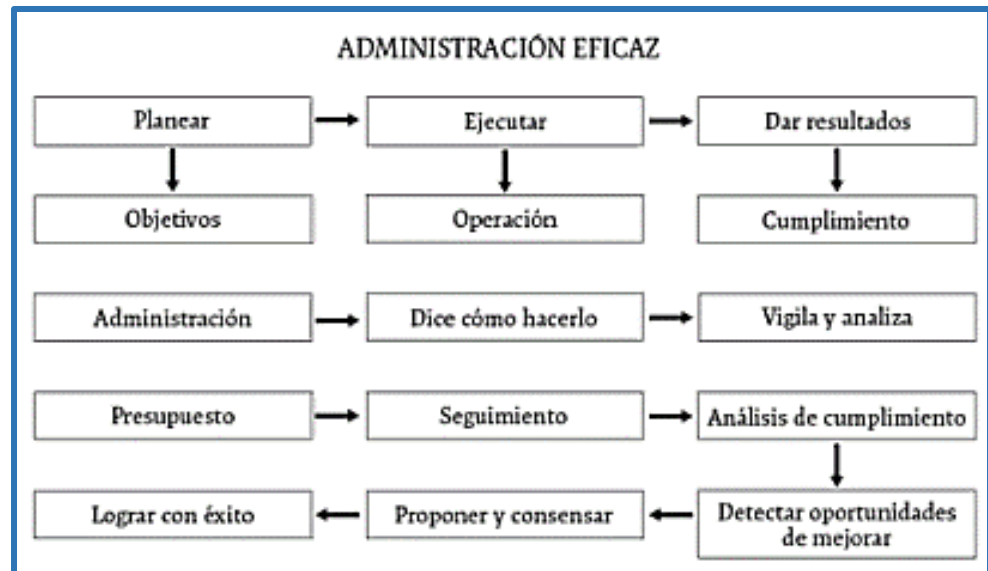 ADMINISTRACIÓN EFICAZ
Planear
Ejecutar
Dar resultados
Objetivos
Operación
Cumplimiento
Administración
Dice cómo hacerlo
Vigila y analiza
Presupuesto
Seguimiento
Análisis de cumplimiento
Lograr con éxito
Proponer y consensar
Detectar oportunidades
de mejorar